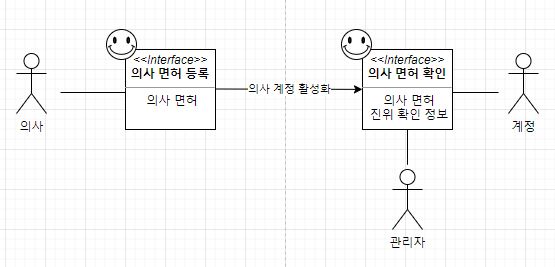 <<Interface>>
의사 면허 등록
의사 면허
의사
의사 계정 활성화
<<Interface>>
의사 면허 확인
의사 면허
진위 확인 정보
계정
관리자